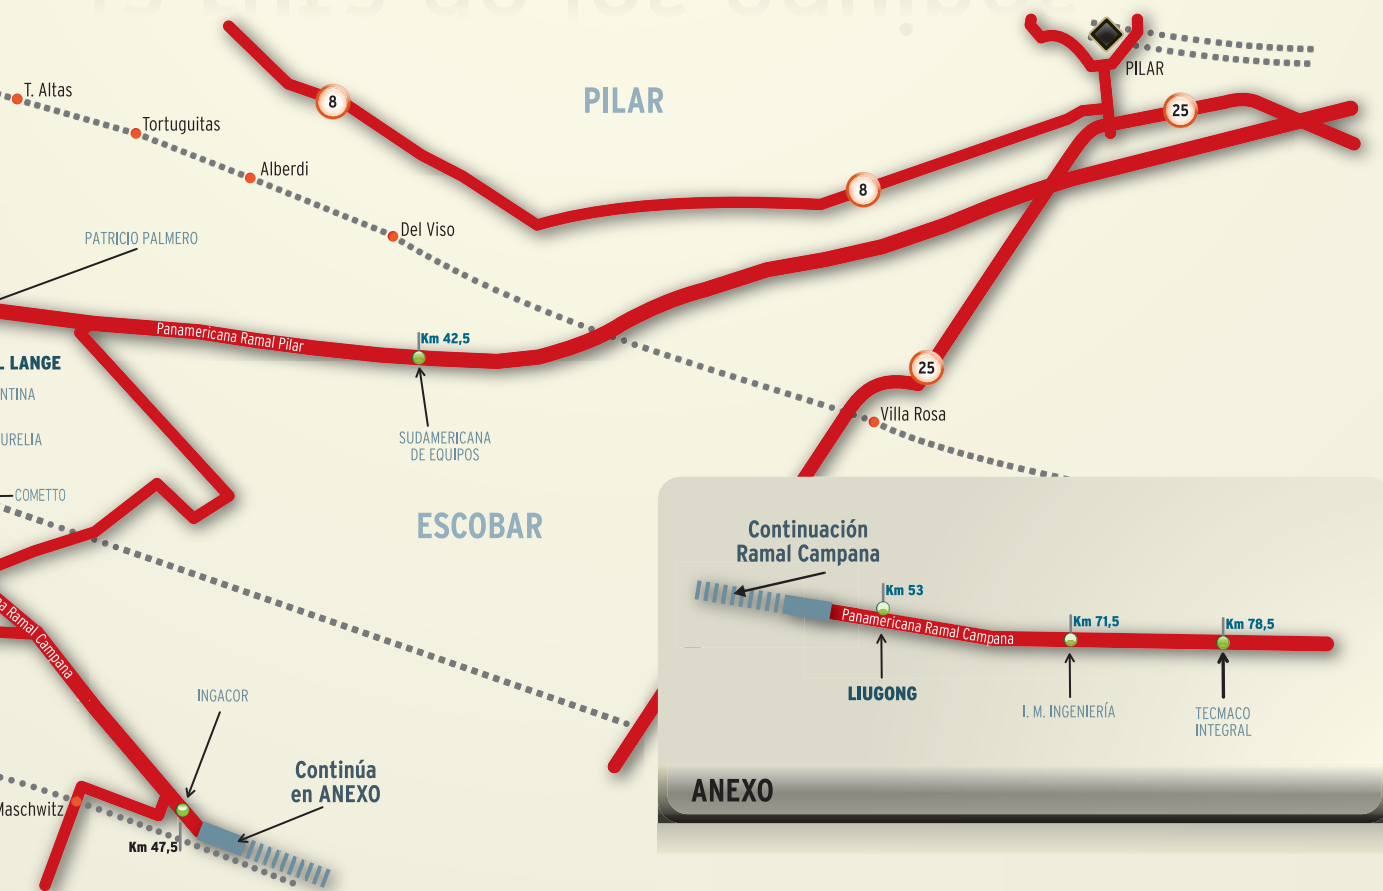 T. Altas
Tortuguitas
Alberdi
Del Viso
8
PILAR
PILAR
25
8
PATRICIO PALMERO
Panamericana Ramal Pilar
Km 42,5
SUDAMERICANA
DE EQUIPOS
25
Villa Rosa
LANGE
COMETTO
ESCOBAR
Ramal Campana
INGACOR
Continúa
en ANEXO
Maschwitz
Km 47,5
Continuación
Ramal Campana
Km 53
Panamericana Ramal Campana
Km 71,5
Km 78,5
LIUGONG
I. M. INGENIERÍA
TECMACO
INTEGRAL
ANEXO